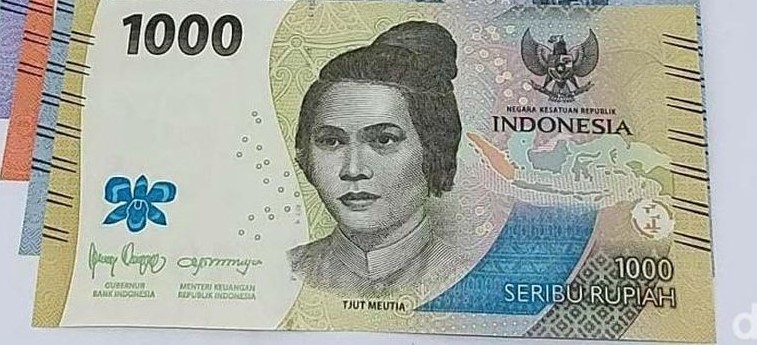 1000
NEGARA KESATUAN REPUBLIK
INDONESIA
GUBERNUR
BANK INDONESIA
MENTERI KEUANGAN
REPUBLIK INDONESIA
TJUT MEUTIA
1000
SERIBU RUPIAH
d